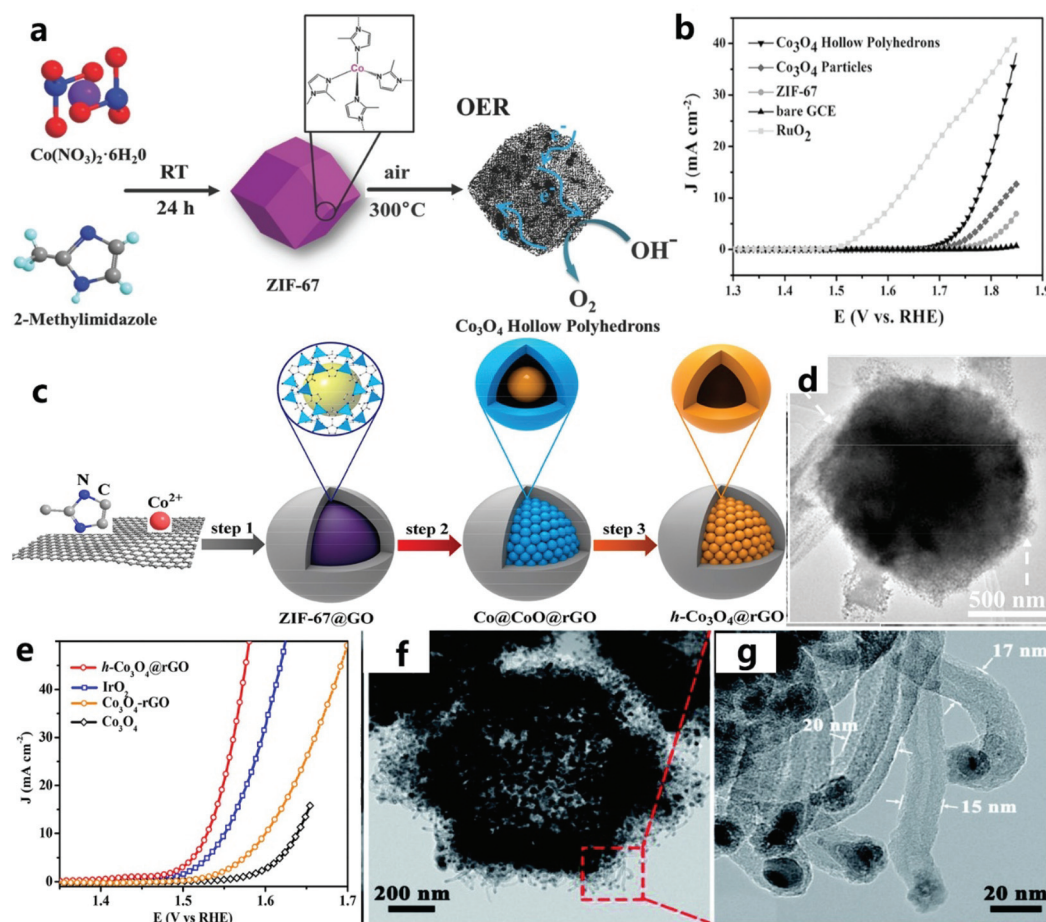 a
Co(NO3)2·6H20
RT
24 h
2-Methylimidazole
Co
N
N
N
N
N
N
N
N
ZIF-67
air
300°C
OER
e-
e-
e-
OH⁻
O2
Co3O4 Hollow Polyhedrons
b
J (mA cm-2)
40
30
20
10
0
Co3O4 Hollow Polyhedrons
Co3O4 Particles
ZIF-67
bare GCE
RuO2
1.3 1.4 1.5 1.6 1.7 1.8 1.9
E (V vs. RHE)
c
N
C
Co2+
step 1
ZIF-67@GO
step 2
Co@CoO@rGO
step 3
h-Co3O4@rGO
d
500 nm
e
J (mA cm-2)
40
30
20
10
0
h-Co3O4@rGO
IrO2
Co3O4-rGO
Co3O4
1.4 1.5 1.6 1.7
E (V vs RHE)
f
200 nm
g
17 nm
20 nm
15 nm
20 nm